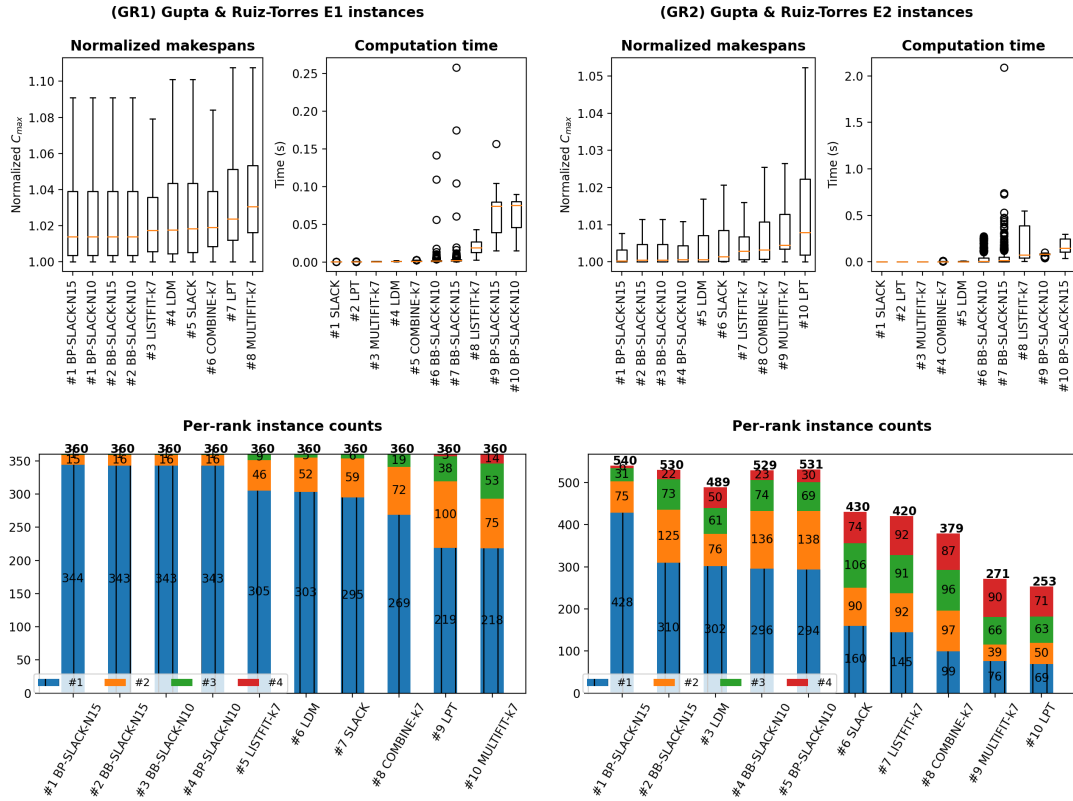 (GR1) Gupta & Ruiz-Torres E1 instances
Normalized makespans
Computation time
Normalized Cmax
1.10
1.08
1.06
1.04
1.02
1.00
#1 BP-SLACK-N15
#1 BP-SLACK-N10
#2 BB-SLACK-N15
#2 BB-SLACK-N10
#3 LISTFIT-k7
#4 LDM
#5 SLACK
#6 COMBINE-k7
#7 LPT
#8 MULTIFIT-k7
Time (s)
0.25
0.20
0.15
0.10
0.05
0.00
#1 SLACK
#2 LPT
#3 MULTIFIT-k7
#4 LDM
#5 COMBINE-k7
#6 BB-SLACK-N10
#7 BB-SLACK-N15
#8 LISTFIT-k7
#9 BP-SLACK-N15
#10 BP-SLACK-N10
(GR2) Gupta & Ruiz-Torres E2 instances
Normalized makespans
Computation time
Normalized Cmax
1.05
1.04
1.03
1.02
1.01
1.00
#1 BP-SLACK-N15
#2 BB-SLACK-N15
#3 BB-SLACK-N10
#4 BP-SLACK-N10
#5 LDM
#6 SLACK
#7 LISTFIT-k7
#8 COMBINE-k7
#9 MULTIFIT-k7
#10 LPT
Time (s)
2.0
1.5
1.0
0.5
0.0
#1 SLACK
#2 LPT
#3 MULTIFIT-k7
#4 COMBINE-k7
#5 LDM
#6 BB-SLACK-N10
#7 BB-SLACK-N15
#8 LISTFIT-k7
#9 BP-SLACK-N10
#10 BP-SLACK-N15
Per-rank instance counts
350
300
250
200
150
100
50
0
360 360 360 360 360 360 360 360 360 360
15 16 16 16 9 5 6 19 38 14
46 52 59 72 100 53
75
344 343 343 343 305 303 295 269 219 218
#1 #2 #3 #4
#1 BP-SLACK-N15
#2 BB-SLACK-N15
#3 BB-SLACK-N10
#4 BP-SLACK-N10
#5 LISTFIT-k7
#6 LDM
#7 SLACK
#8 COMBINE-k7
#9 LPT
#10 MULTIFIT-k7
Per-rank instance counts
500
400
300
200
100
0
540 530 489 529 531 430 420 379 271 253
6 22 50 23 30 74 92 87 90 71
31 73 61 74 69 106 91 96 66 63
75 125 76 136 138 90 92 97 39 50
428 310 302 296 294 160 145 99 76 69
#1 #2 #3 #4
#1 BP-SLACK-N15
#2 BB-SLACK-N15
#3 LDM
#4 BB-SLACK-N10
#5 BP-SLACK-N10
#6 SLACK
#7 LISTFIT-k7
#8 COMBINE-k7
#9 MULTIFIT-k7
#10 LPT